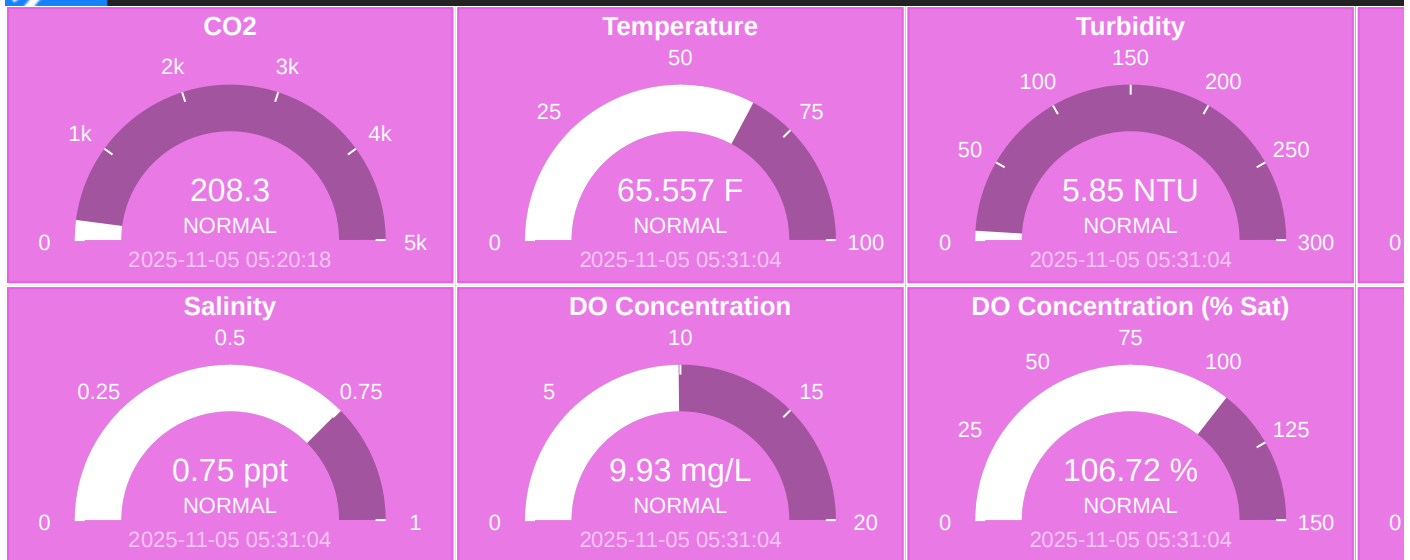 CO2
2k
3k
1k
4k
208.3
NORMAL
0
5k
2025-11-05 05:20:18
Temperature
50
25
75
65.557 F
NORMAL
0
100
2025-11-05 05:31:04
Turbidity
150
100
200
50
250
5.85 NTU
NORMAL
0
300
2025-11-05 05:31:04
0
Salinity
0.5
0.25
0.75
0.75 ppt
NORMAL
0
1
2025-11-05 05:31:04
DO Concentration
10
5
15
9.93 mg/L
NORMAL
0
20
2025-11-05 05:31:04
DO Concentration (% Sat)
75
50
100
25
125
106.72 %
NORMAL
0
150
2025-11-05 05:31:04
0